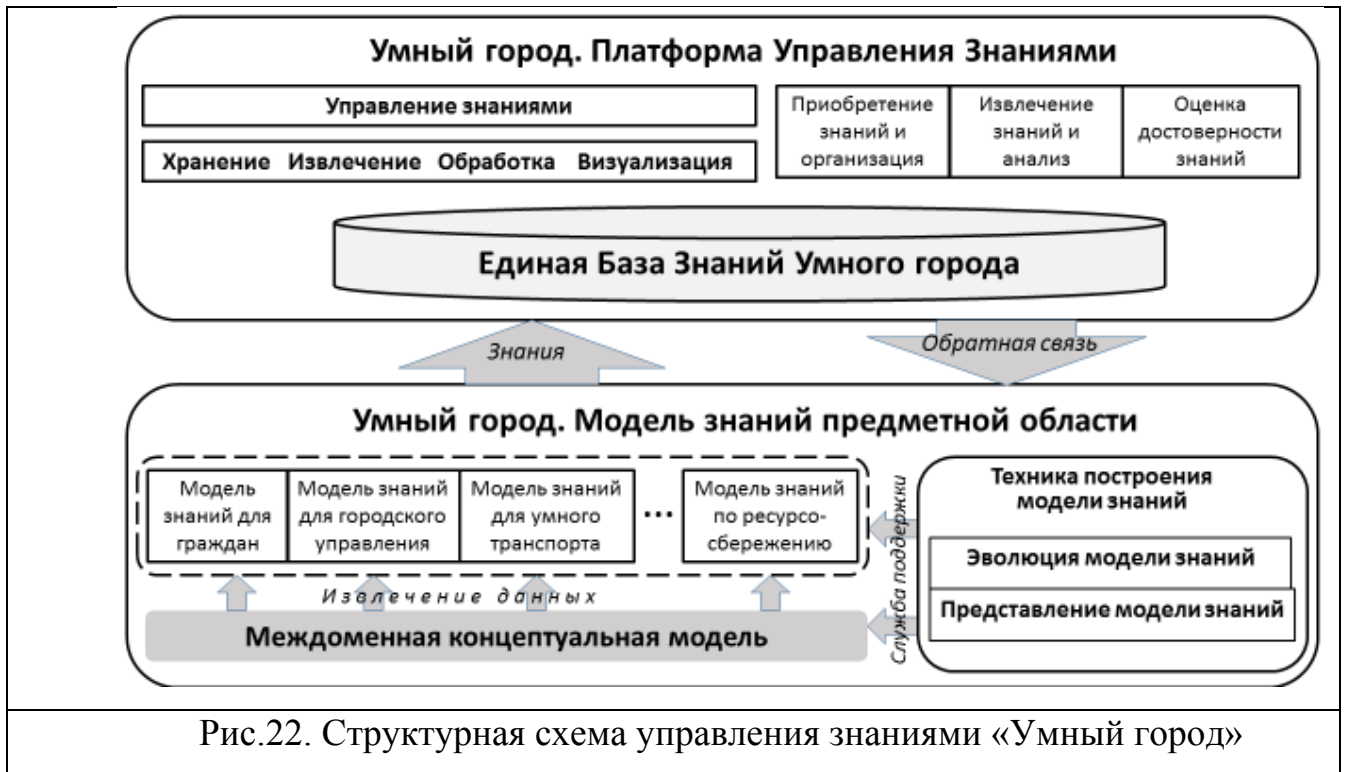 Умный город. Платформа Управления Знаниями
Управление знаниями
Хранение Извлечение Обработка Визуализация
Приобретение
знаний и
организация
Извлечение
знаний и
анализ
Оценка
достоверности
знаний
Единая База Знаний Умного города
Знания
Обратная связь
Умный город. Модель знаний предметной области
Модель
знаний для
граждан
Модель знаний
для городского
управления
Модель знаний
для умного
транспорта
...
Модель знаний
по ресурсо-
сбережению
Извлечение данных
Междоменная концептуальная модель
Служба поддержки
Техника построения
модели знаний
Эволюция модели знаний
Представление модели знаний
Рис.22. Структурная схема управления знаниями «Умный город»